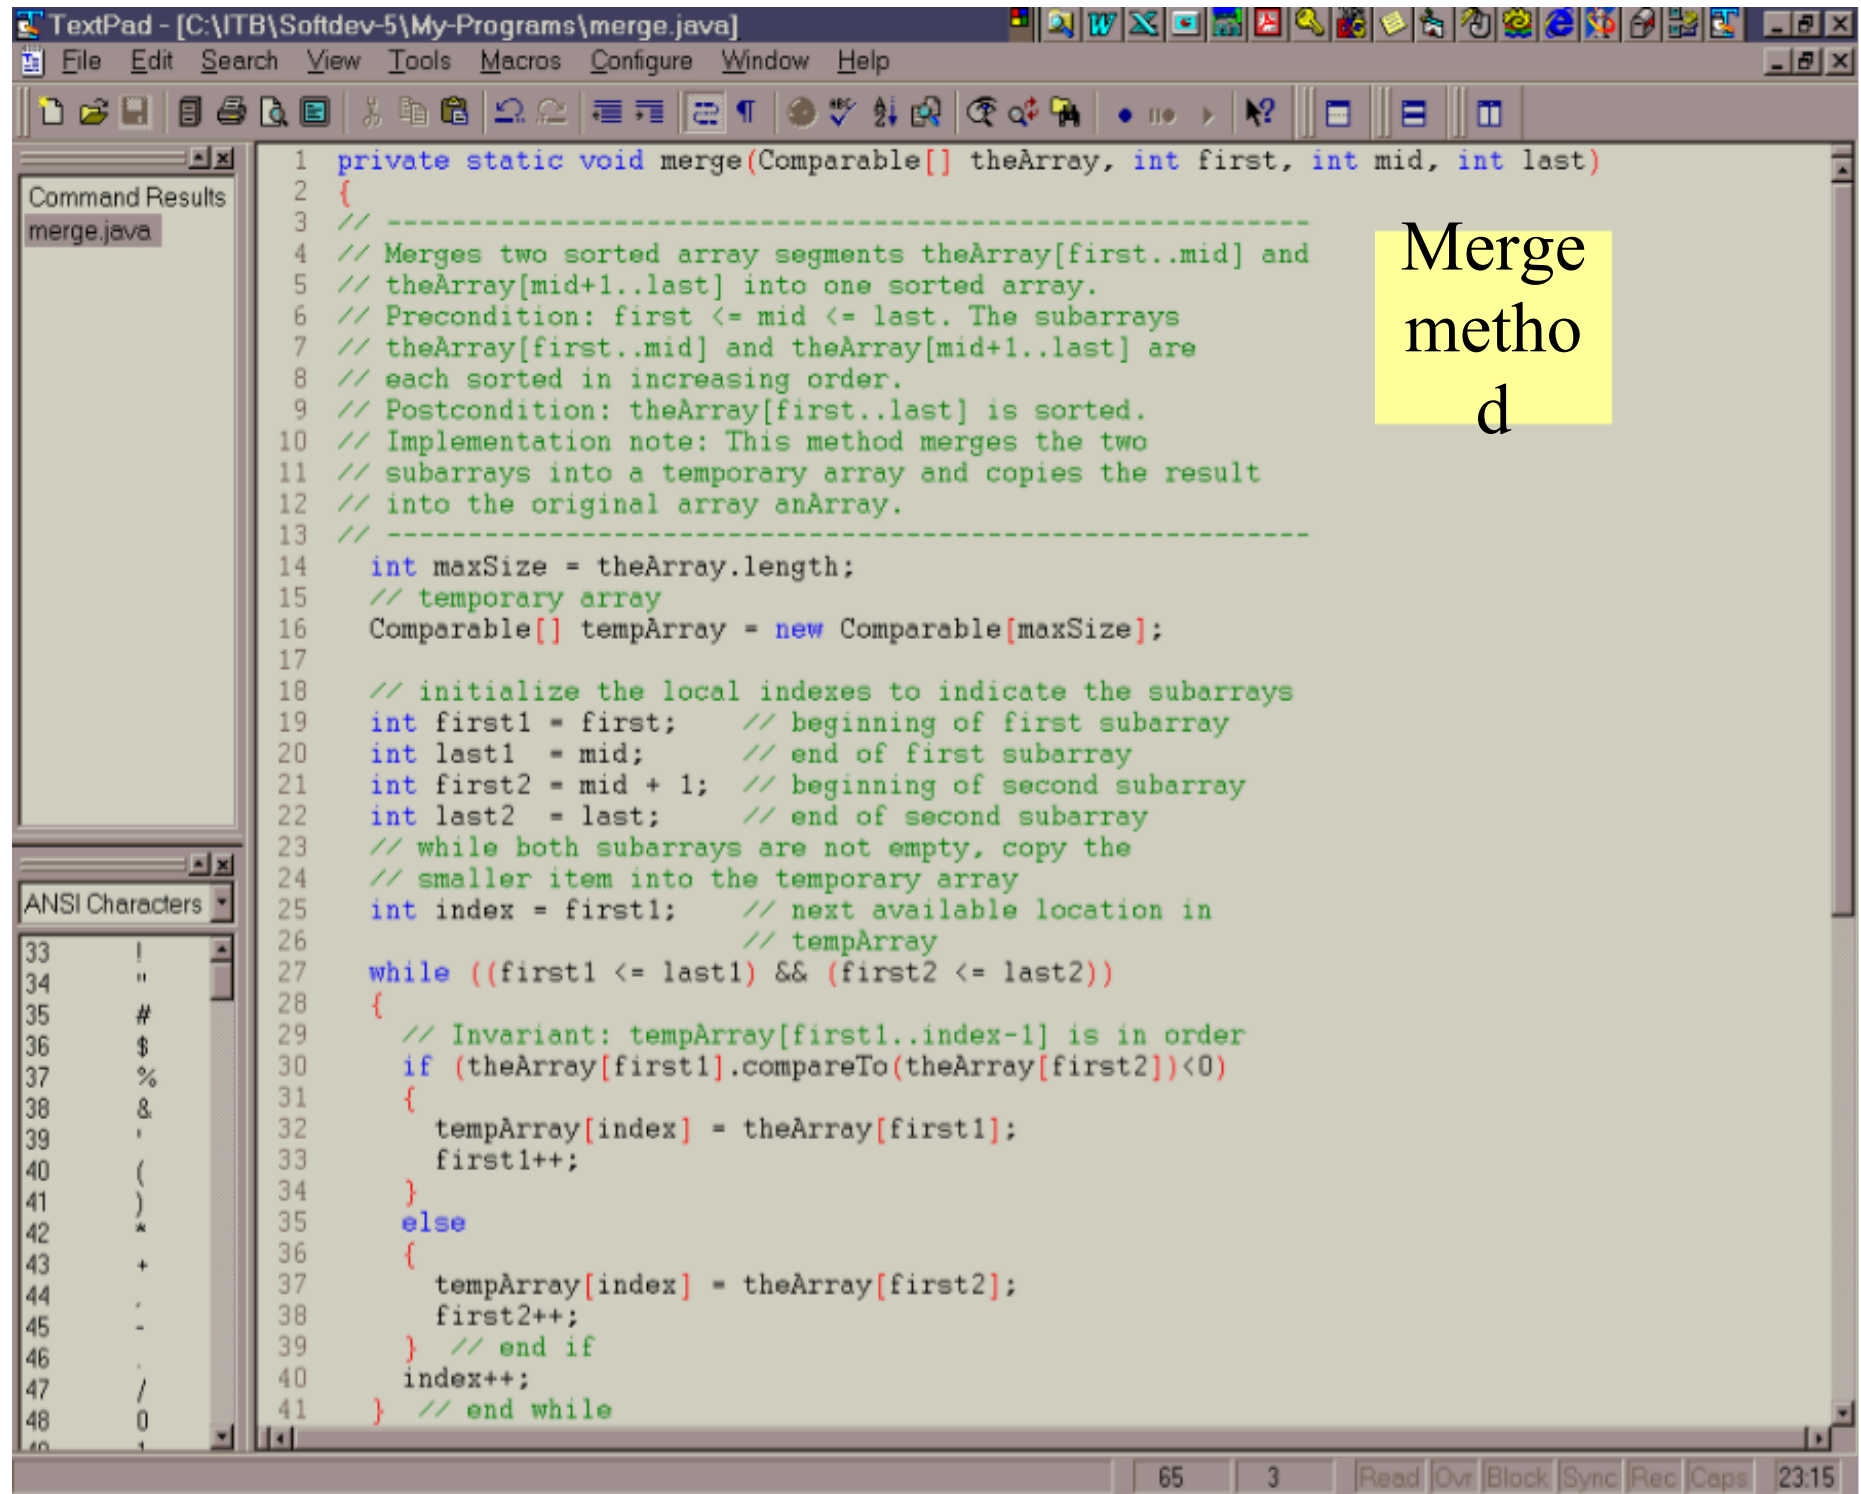 TextPad - [C:\ITB\Softdev-5\My-Programs\merge.java]
File Edit Search View Tools Macros Configure Window Help
Command Results
merge.java
1 private static void merge(Comparable[] theArray, int first, int mid, int last)
2 {
3 // ---------------------------------------------------------
4 // Merges two sorted array segments theArray[first..mid] and
5 // theArray[mid+1..last] into one sorted array.
6 // Precondition: first <= mid <= last. The subarrays
7 // theArray[first..mid] and theArray[mid+1..last] are
8 // each sorted in increasing order.
9 // Postcondition: theArray[first..last] is sorted.
10 // Implementation note: This method merges the two
11 // subarrays into a temporary array and copies the result
12 // into the original array anArray.
13 // ---------------------------------------------------------
14   int maxSize = theArray.length;
15   // temporary array
16   Comparable[] tempArray = new Comparable[maxSize];
17
18   // initialize the local indexes to indicate the subarrays
19   int first1 = first;    // beginning of first subarray
20   int last1  = mid;      // end of first subarray
21   int first2 = mid + 1;  // beginning of second subarray
22   int last2  = last;     // end of second subarray
23   // while both subarrays are not empty, copy the
24   // smaller item into the temporary array
25   int index = first1;    // next available location in
26                          // tempArray
27   while ((first1 <= last1) && (first2 <= last2))
28   {
29     // Invariant: tempArray[first1..index-1] is in order
30     if (theArray[first1].compareTo(theArray[first2])<0)
31     {
32       tempArray[index] = theArray[first1];
33       first1++;
34     }
35     else
36     {
37       tempArray[index] = theArray[first2];
38       first2++;
39     }  // end if
40     index++;
41   }  // end while
Merge
metho
d
ANSI Characters
33 !
34 "
35 #
36 $
37 %
38 &
39 '
40 (
41 )
42 *
43 +
44 ,
45 -
46 .
47 /
48 0
49 1
65 3 Read Ovr Block Sync Rec Caps 23:15